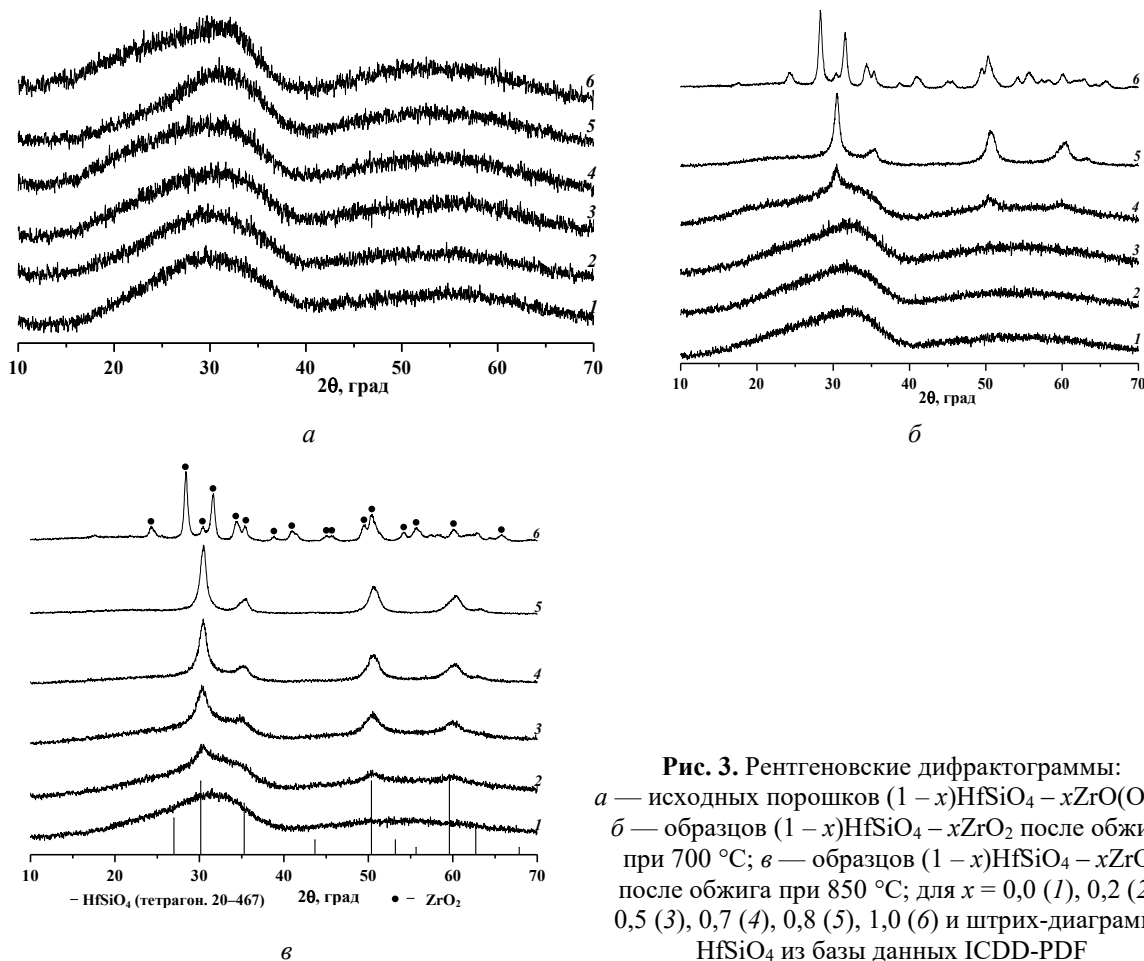 6
5
4
3
2
1
10 20 30 40 50 60 70
2θ, град
а
6
5
4
3
2
1
10 20 30 40 50 60 70
2θ, град
б
6
5
4
3
2
1
10 20 30 40 50 60 70
– HfSiO₄ (тетрагон. 20–467) 2θ, град ● – ZrO₂
в
Рис. 3. Рентгеновские дифрактограммы:
а — исходных порошков (1 – x)HfSiO₄ – xZrO(O
б — образцов (1 – x)HfSiO₄ – xZrO₂ после обжи
при 700 °C; в — образцов (1 – x)HfSiO₄ – xZrO
после обжига при 850 °C; для x = 0,0 (1), 0,2 (2
0,5 (3), 0,7 (4), 0,8 (5), 1,0 (6) и штрих-диаграм
HfSiO₄ из базы данных ICDD-PDF